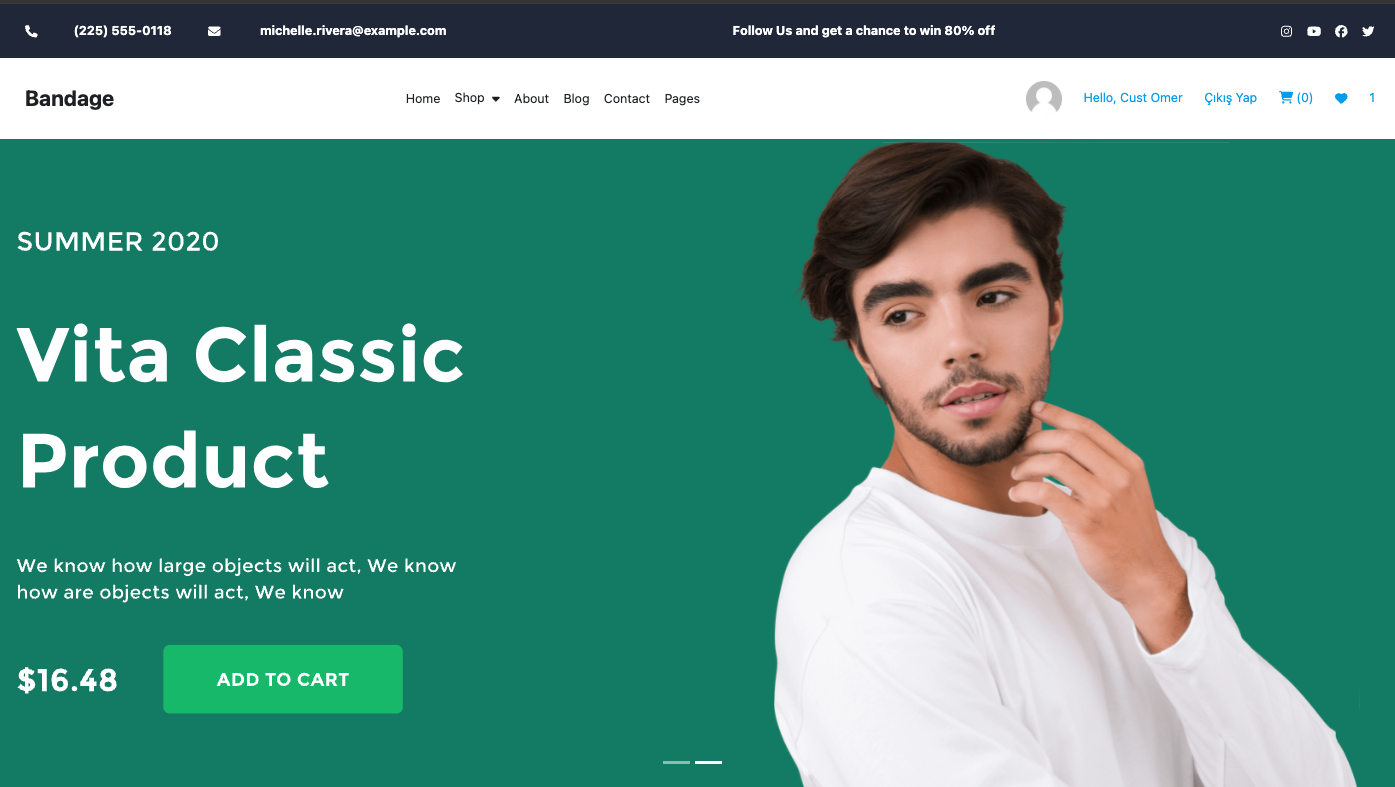 (225) 555-0118
michelle.rivera@example.com
Follow Us and get a chance to win 80% off
Bandage
Home Shop About Blog Contact Pages
Hello, Cust Omer
Çıkış Yap
(0)
1
SUMMER 2020
Vita Classic
Product
We know how large objects will act, We know
how are objects will act, We know
$16.48
ADD TO CART